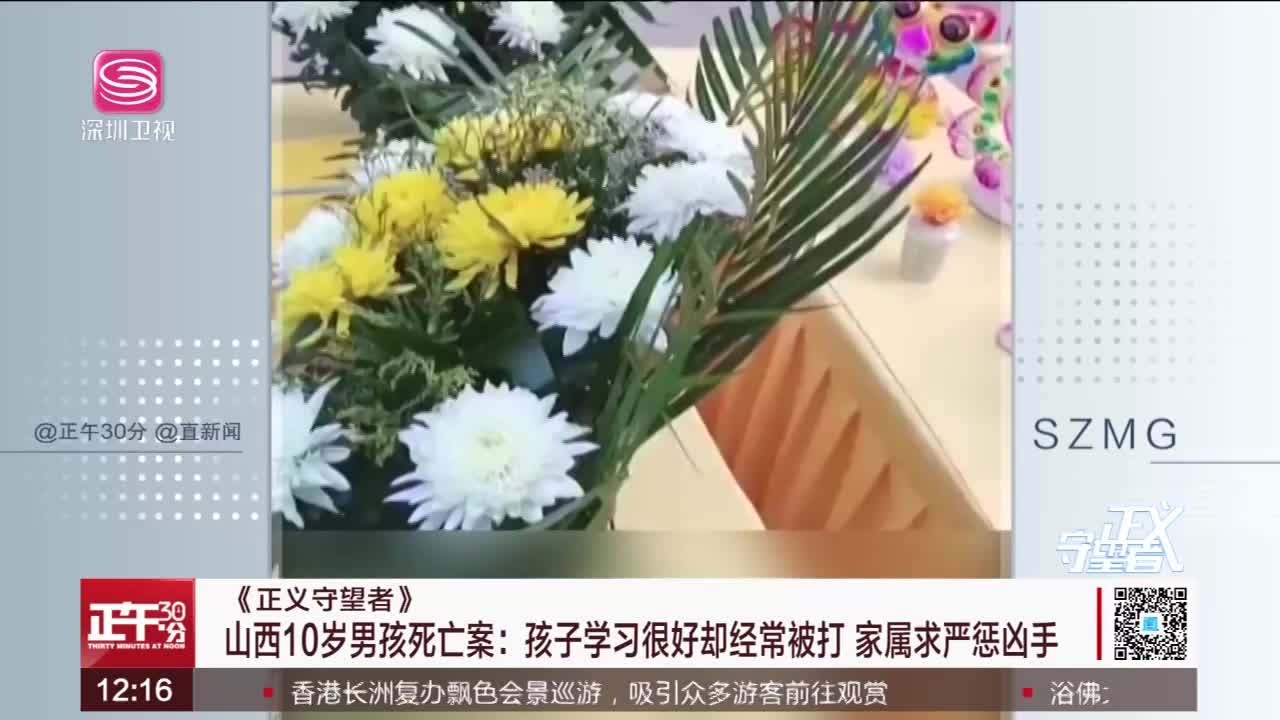 深圳卫视
@正午30分 @直新闻
SZMG
正义
守望者
《正义守望者》
正午30分
THIRTY MINUTES AT NOON
山西10岁男孩死亡案：孩子学习很好却经常被打 家属求严惩凶手
12:16
香港长洲复办飘色会景巡游，吸引众多游客前往观赏
浴佛